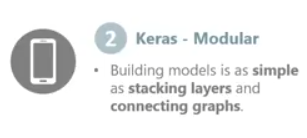 2 Keras - Modular
• Building models is as simple
as stacking layers and
connecting graphs.